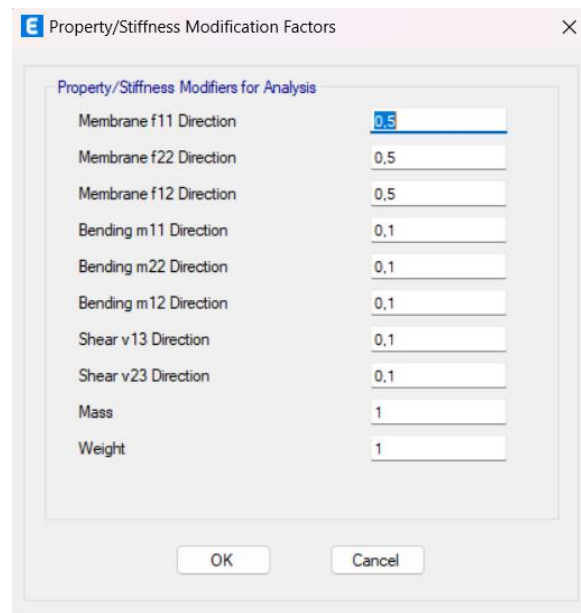 E Property/Stiffness Modification Factors
Property/Stiffness Modifiers for Analysis
Membrane f11 Direction 0,5
Membrane f22 Direction 0,5
Membrane f12 Direction 0,5
Bending m11 Direction 0,1
Bending m22 Direction 0,1
Bending m12 Direction 0,1
Shear v13 Direction 0,1
Shear v23 Direction 0,1
Mass 1
Weight 1
OK Cancel